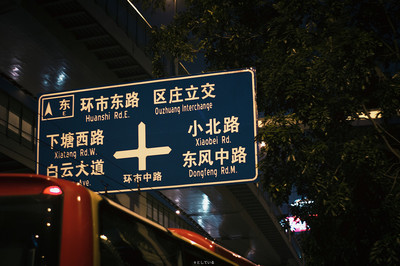 东
E
环市东路
Huanshi Rd.E.
区庄立交
Ouzhuang Interchange
下塘西路
Xiatang Rd.W.
小北路
Xiaobei Rd.
白云大道
东风中路
Dongfeng Rd.M.
环市中路